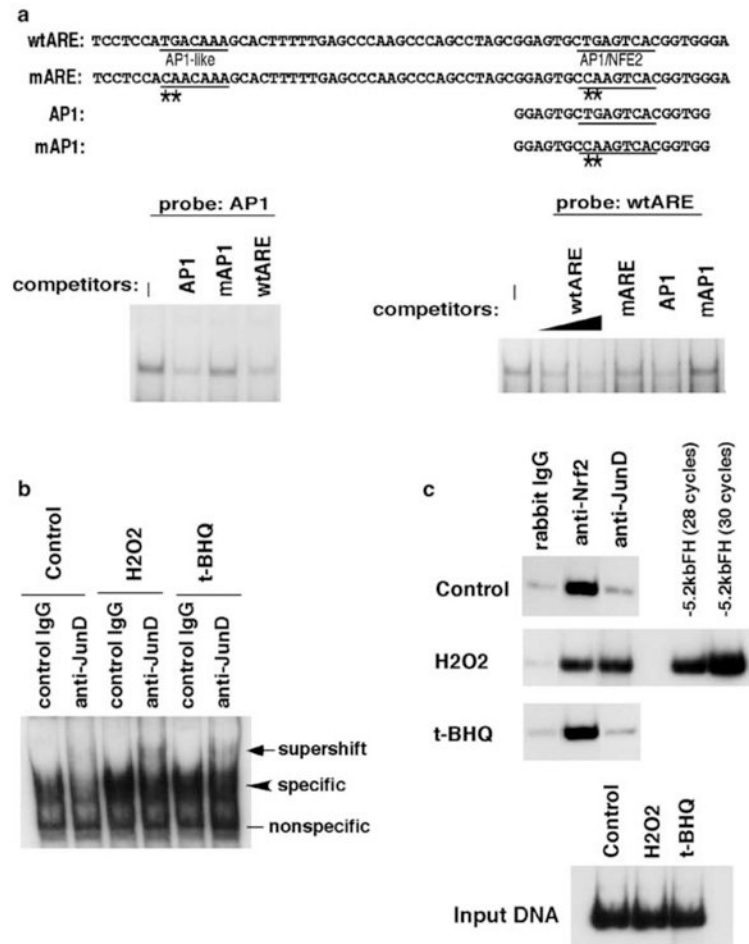 a
wtARE: TCCTCCATGACAAAGCACTTTTTGAGCCCAAGCCCAGCCTAGCGGAGTGCTGAGTCACGGTGGGA
AP1-like AP1/NFE2
mARE: TCCTCCACAACAAAGCACTTTTTGAGCCCAAGCCCAGCCTAGCGGAGTGCCAAGTCACGGTGGGA
** **
AP1: GGAGTGCTGAGTCACGGTGG
mAP1: GGAGTGCCAAGTCACGGTGG
**
probe: AP1
competitors: – AP1 mAP1 wtARE
probe: wtARE
competitors: – wtARE mARE AP1 mAP1
b
Control H2O2 t-BHQ
control IgG anti-JunD control IgG anti-JunD control IgG anti-JunD
supershift
specific
nonspecific
c
rabbit IgG anti-Nrf2 anti-JunD -5.2kbFH (28 cycles) -5.2kbFH (30 cycles)
Control
H2O2
t-BHQ
Control H2O2 t-BHQ
Input DNA